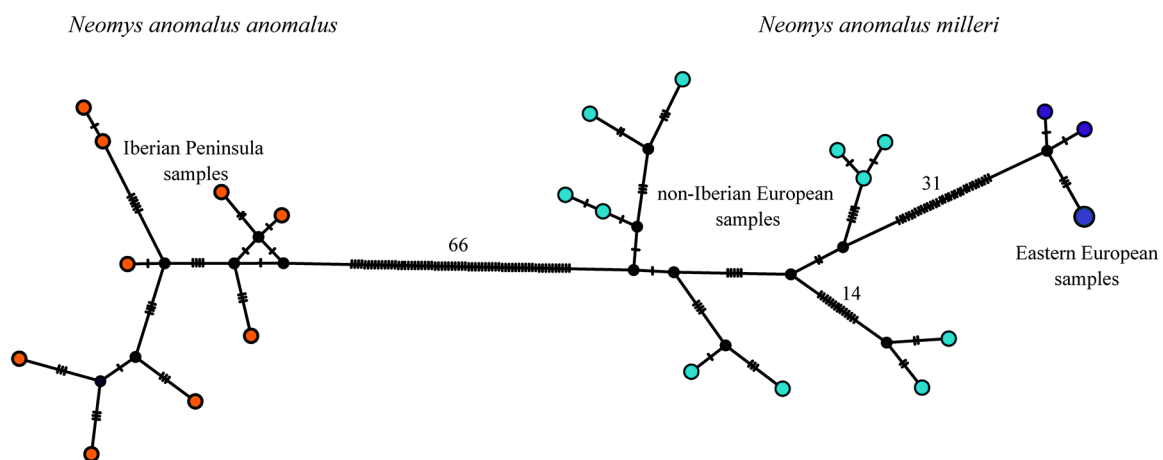 Neomys anomalus anomalus
Neomys anomalus milleri
Iberian Peninsula
samples
non-Iberian European
samples
31
66
Eastern European
samples
14